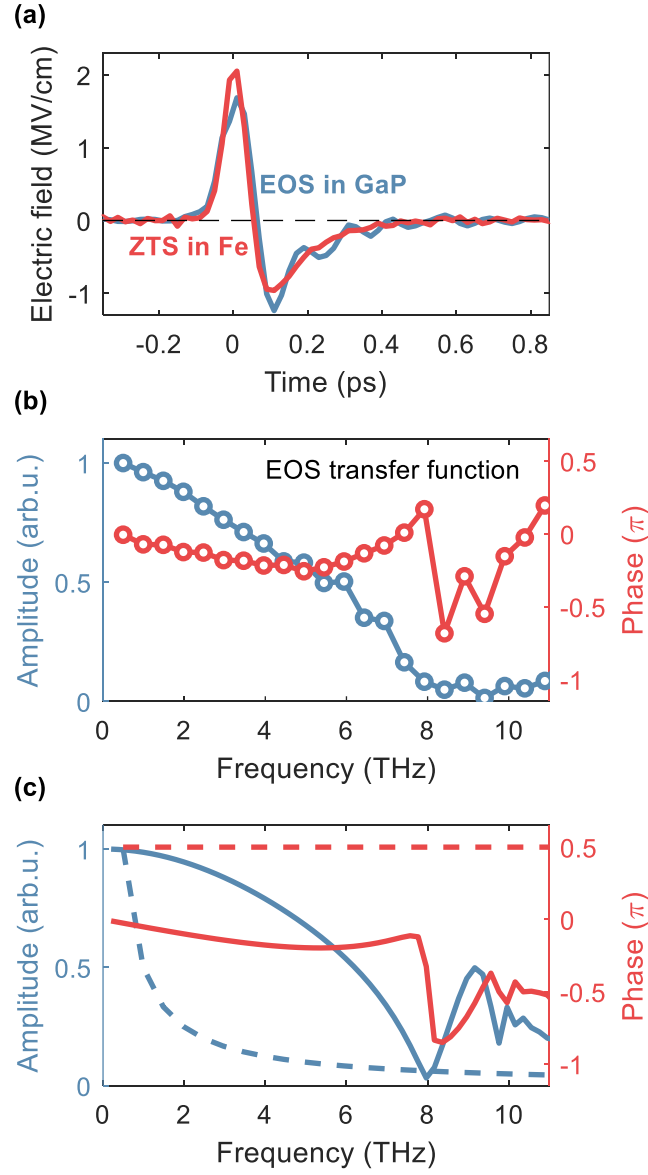 (a)
Electric field (MV/cm)
2
1
0
-1
EOS in GaP
ZTS in Fe
-0.2 0 0.2 0.4 0.6 0.8
Time (ps)
(b)
Amplitude (arb.u.)
1
0.5
0
EOS transfer function
0.5
0
-0.5
-1
Phase (π)
0 2 4 6 8 10
Frequency (THz)
(c)
Amplitude (arb.u.)
1
0.5
0
0.5
0
-0.5
-1
Phase (π)
0 2 4 6 8 10
Frequency (THz)